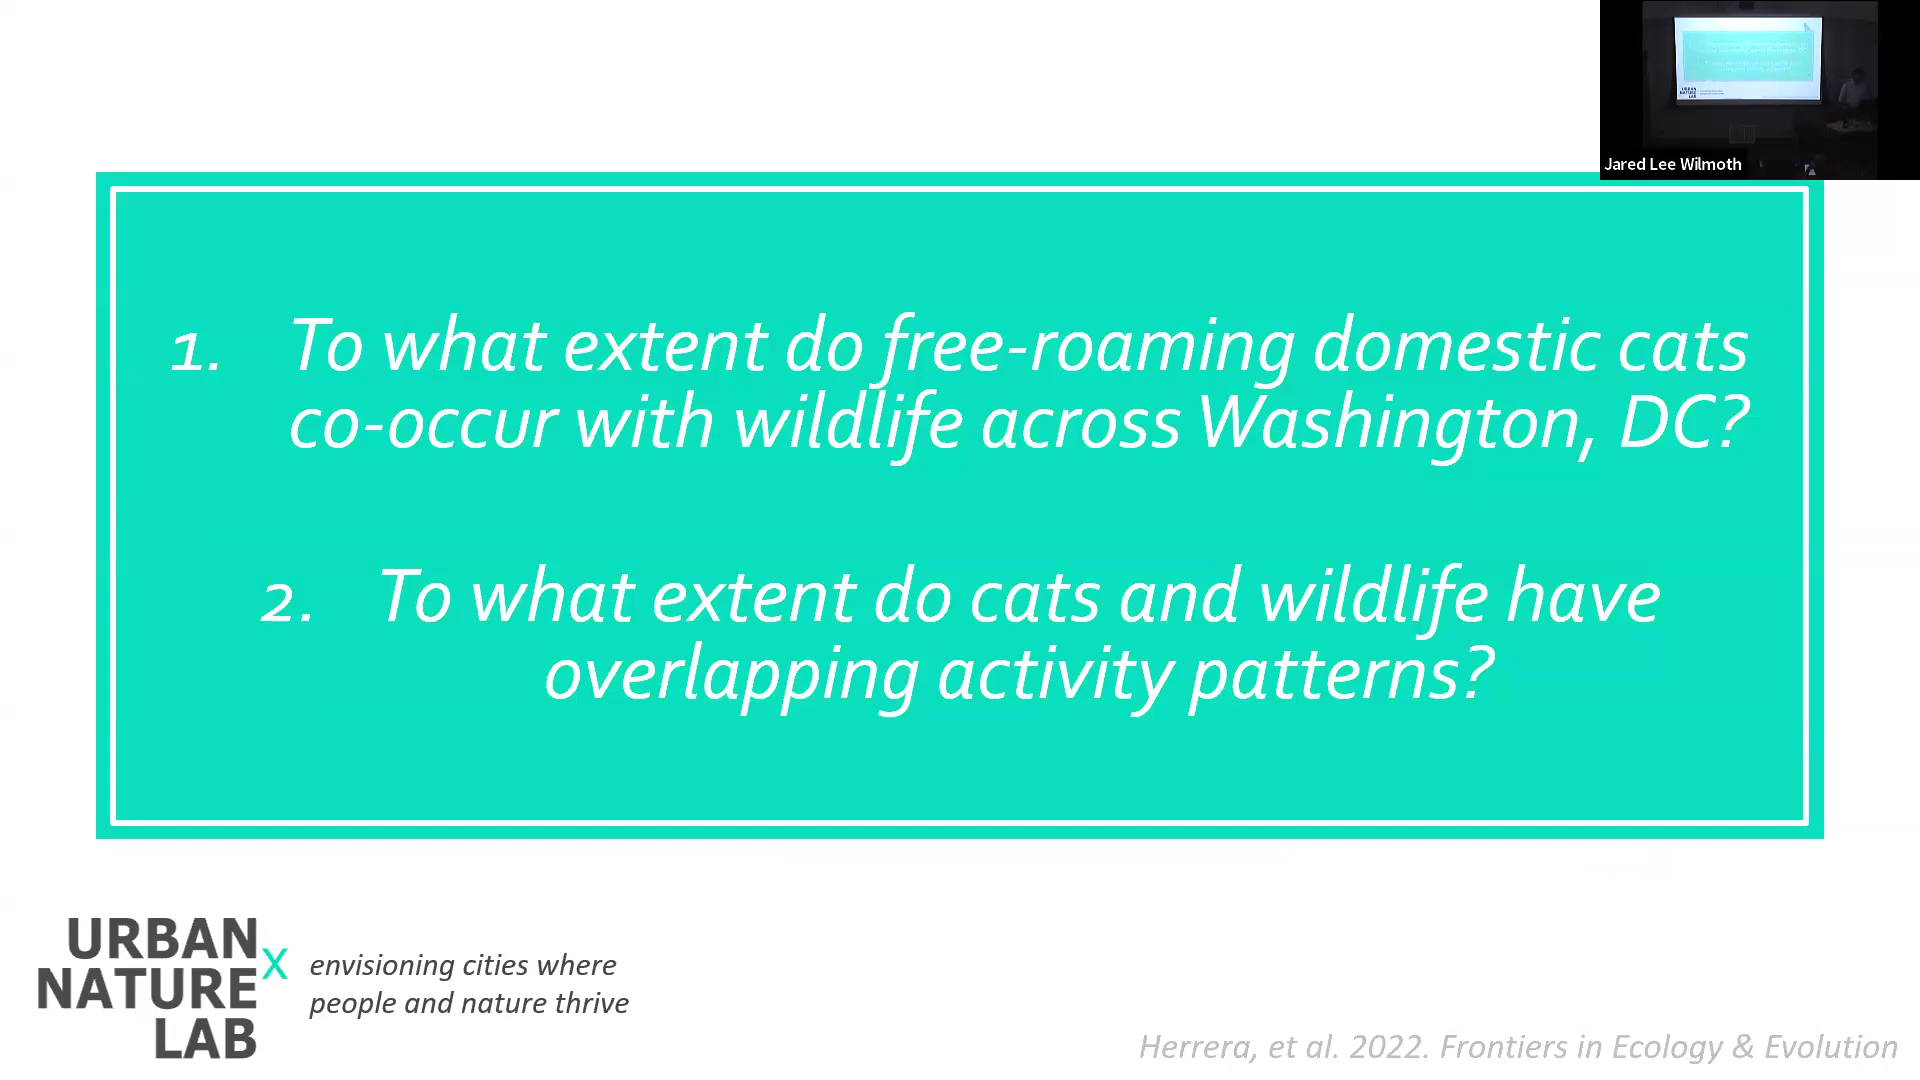 Jared Lee Wilmoth
1. To what extent do free-roaming domestic cats
co-occur with wildlife across Washington, DC?
2. To what extent do cats and wildlife have
overlapping activity patterns?
URBAN
NATURE
LAB
X
envisioning cities where
people and nature thrive
Herrera, et al. 2022. Frontiers in Ecology & Evolution